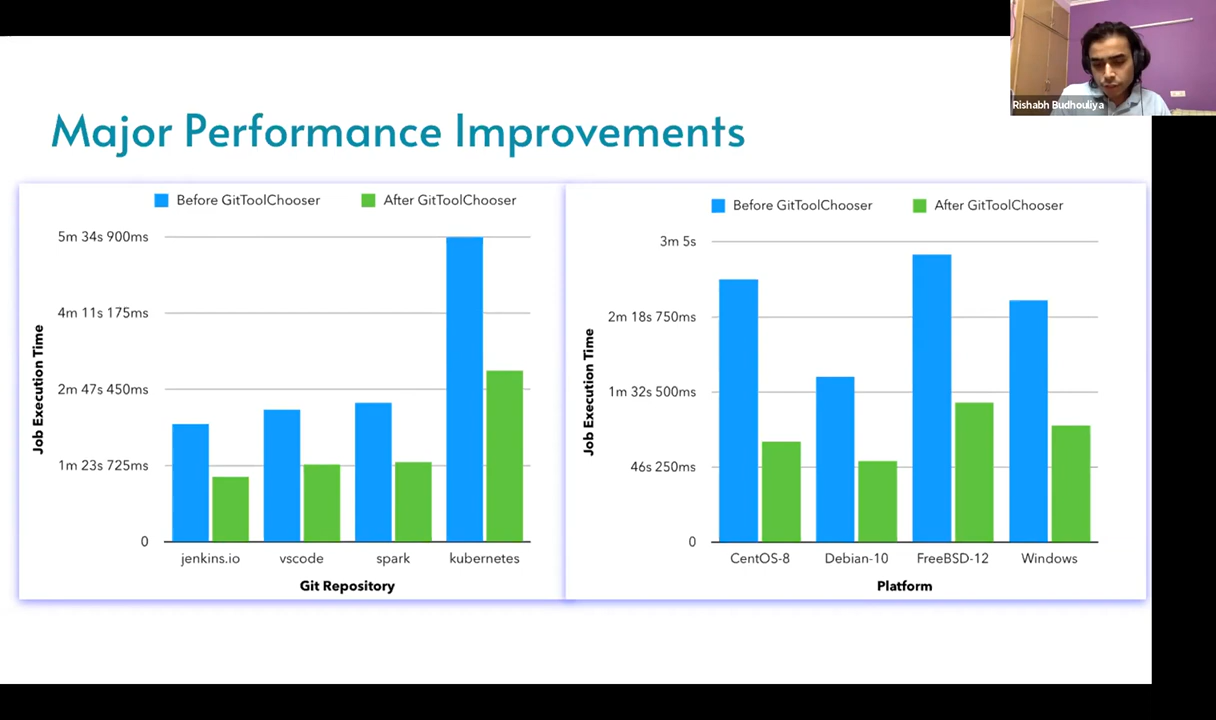 Rishabh Budhouliya
Major Performance Improvements
Before GitToolChooser
After GitToolChooser
5m 34s 900ms
4m 11s 175ms
2m 47s 450ms
1m 23s 725ms
0
Job Execution Time
jenkins.io
vscode
spark
kubernetes
Git Repository
Before GitToolChooser
After GitToolChooser
3m 5s
2m 18s 750ms
1m 32s 500ms
46s 250ms
0
Job Execution Time
CentOS-8
Debian-10
FreeBSD-12
Windows
Platform